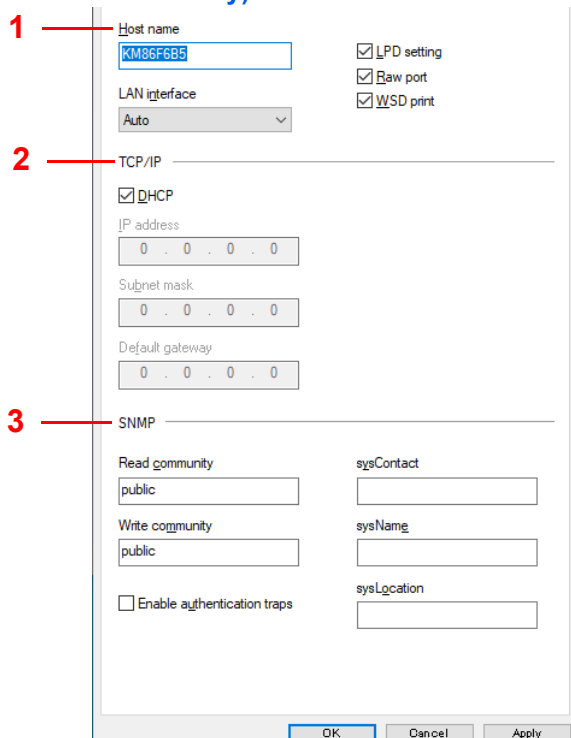 1
Host name
KM86F6B5
LPD setting
Raw port
LAN interface
WSD print
Auto
2
TCP/IP
DHCP
IP address
0 . 0 . 0 . 0
Subnet mask
0 . 0 . 0 . 0
Default gateway
0 . 0 . 0 . 0
3
SNMP
Read community
sysContact
public
Write community
sysName
public
sysLocation
Enable authentication traps
OK Cancel Apply